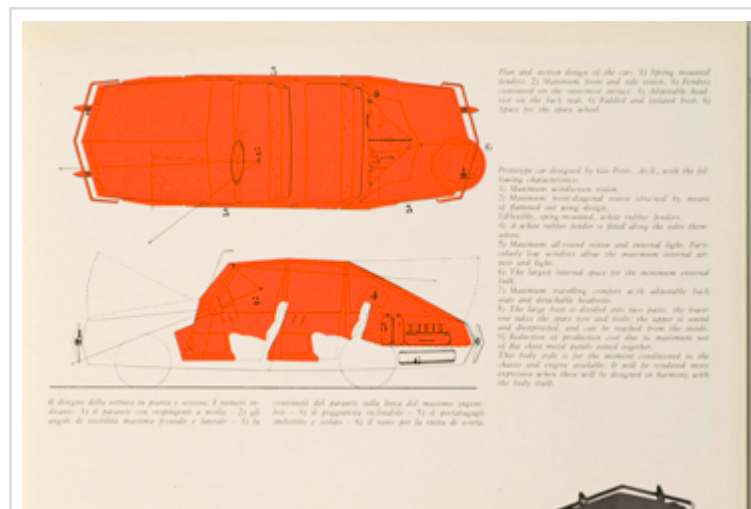 Plan and section design of the car: 1) Spring mounted
fenders. 2) Maximum front and side vision. 3) Fenders
continued on the outermost surface. 4) Adjustable head-
rest on the back seat. 5) Padded and isolated boot. 6)
Space for the spare wheel.
Prototype car designed by Gio Ponti, Arch., with the fol-
lowing characteristics:
1) Maximum windscreen vision.
2) Maximum front-diagonal vision obtained by means
of flattened out using design.
3) Flexible, spring-mounted, white rubber fenders.
4) A white rubber fender is fitted along the sides them-
selves.
5) Maximum all-round vision and internal light. Parti-
cularly low windows allow the maximum internal air-
ness and light.
6) The largest internal space for the minimum external
bulk.
7) Maximum travelling comfort with adjustable back
seats and detachable headrests.
8) The large boot is divided into two parts: the lower
one takes the spare tyre and tools; the upper is sound
and dustproofed, and can be reached from the inside.
9) Reduction of production cost due to maximum use
of flat sheet metal panels joined together.
This body style is for the moment conditioned to the
chassis and engine available. It will be rendered more
expressive when these will be designed in harmony with
the body itself.
Il disegno della vettura in pianta e sezione. I numeri in-
dicano: 1) il paraurti con respingenti a molla - 2) gli
angoli di visibilità massima frontale e laterale - 3) la
continuità del paraurti sulla linea del massimo ingom-
bro - 4) il poggiatesta inclinabile - 5) il portabagagli
imbottito e isolato - 6) il vano per la ruota di scorta.